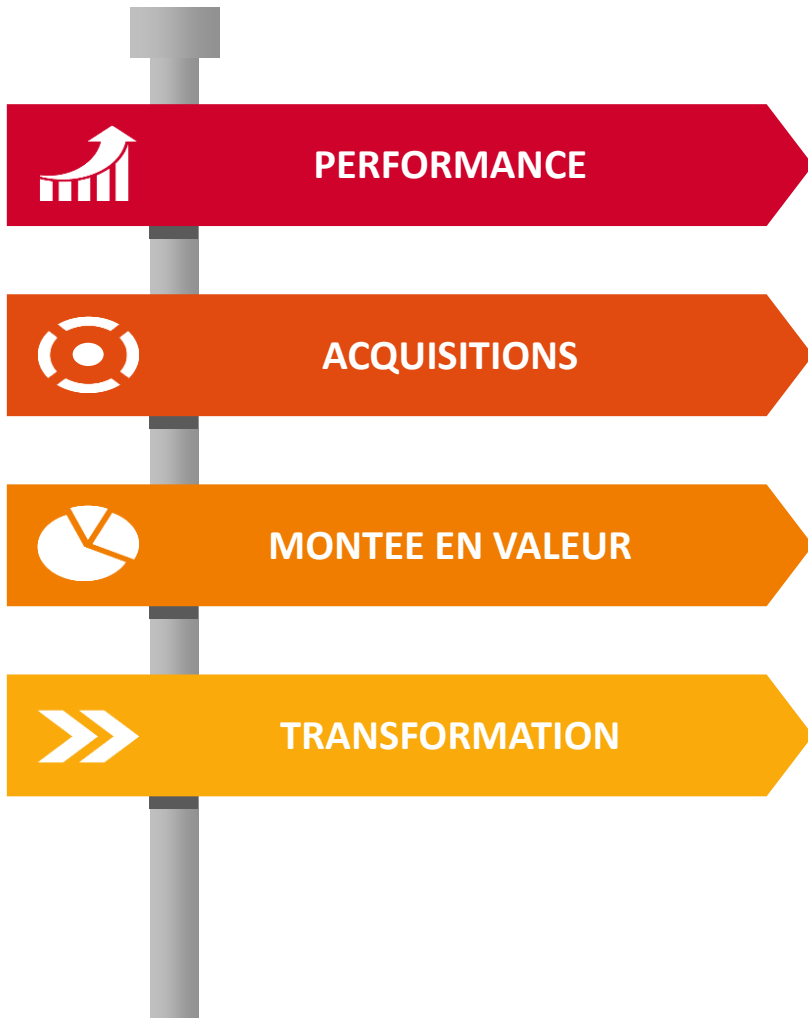 PERFORMANCE
ACQUISITIONS
MONTEE EN VALEUR
TRANSFORMATION